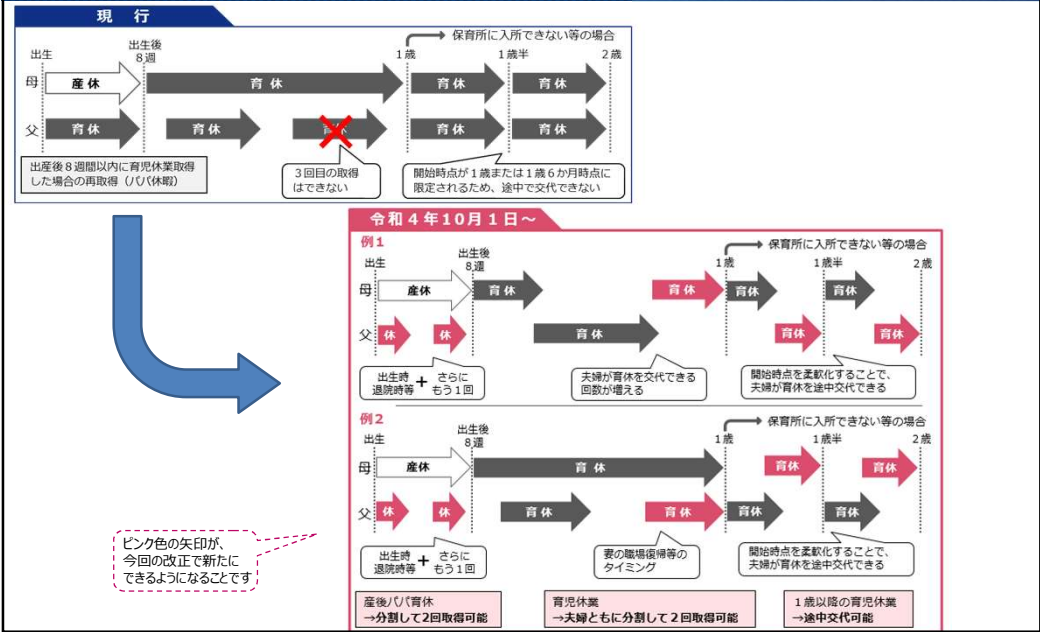 現 行
保育所に入所できない等の場合
出生
出生後
8週
1歳
1歳半
2歳
母
産休
育休
育休
育休
父
育休
育休
育休
育休
育休
出産後8週間以内に育児休業取得
した場合の再取得（パパ休暇）
3回目の取得
はできない
開始時点が1歳または1歳6か月時点に
限定されるため、途中で交代できない
令和4年10月1日～
例1
保育所に入所できない等の場合
出生
出生後
8週
1歳
1歳半
2歳
母
産休
育休
育休
育休
育休
父
休
休
育休
育休
育休
出生時
退院時等
+
さらに
もう1回
夫婦が育休を交代できる
回数が増える
開始時点を柔軟化することで、
夫婦が育休を途中交代できる
例2
保育所に入所できない等の場合
出生
出生後
8週
1歳
1歳半
2歳
母
産休
育休
育休
育休
父
休
休
育休
育休
育休
育休
出生時
退院時等
+
さらに
もう1回
妻の職場復帰等の
タイミング
開始時点を柔軟化することで、
夫婦が育休を途中交代できる
ピンク色の矢印が、
今回の改正で新たに
できるようになることです
産後パパ育休
→分割して2回取得可能
育児休業
→夫婦ともに分割して2回取得可能
1歳以降の育児休業
→途中交代可能